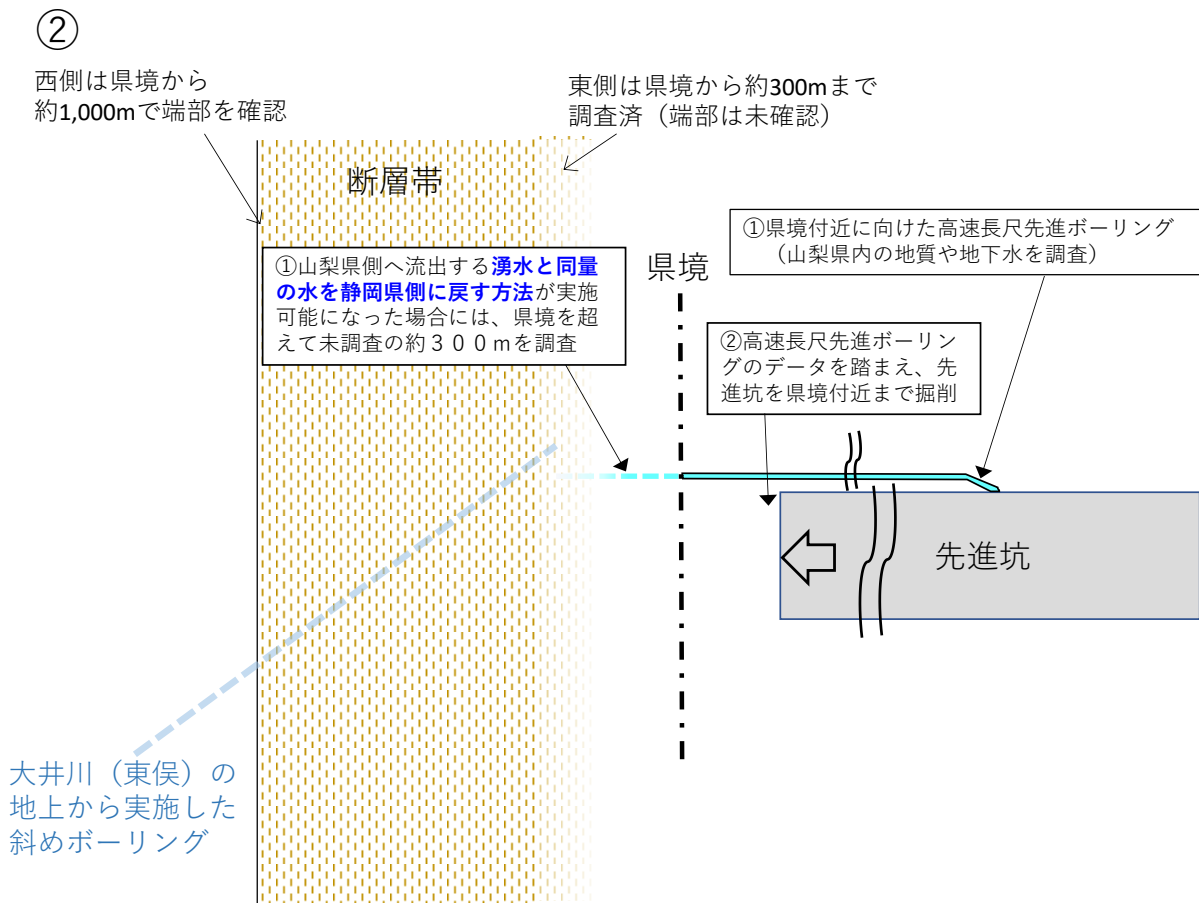 ②
西側は県境から
約1,000mで端部を確認
東側は県境から約300mまで
調査済（端部は未確認）
断層帯
①県境付近に向けた高速長尺先進ボーリング
（山梨県内の地質や地下水を調査）
①山梨県側へ流出する湧水と同量
の水を静岡県側に戻す方法が実施
可能になった場合には、県境を超
えて未調査の約３００ｍを調査
県境
②高速長尺先進ボーリン
グのデータを踏まえ、先
進坑を県境付近まで掘削
先進坑
大井川（東俣）の
地上から実施した
斜めボーリング